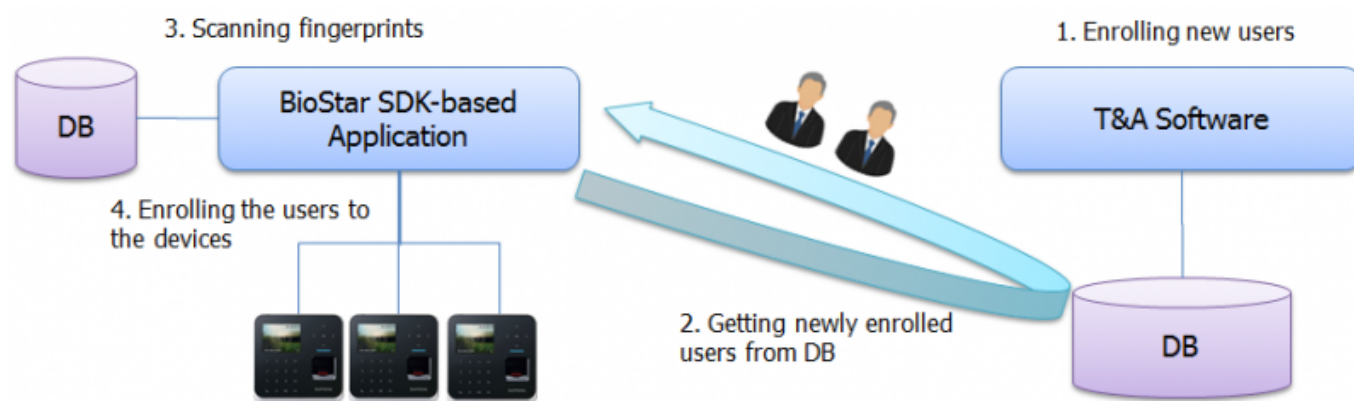 3. Scanning fingerprints
1. Enrolling new users
DB
BioStar SDK-based
Application
T&A Software
4. Enrolling the users to
the devices
2. Getting newly enrolled
users from DB
DB